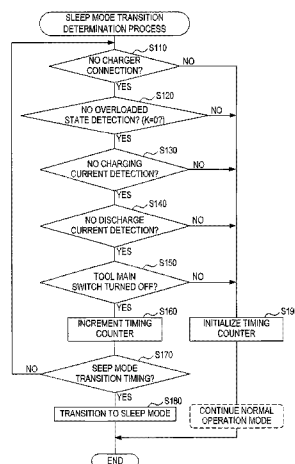 SLEEP MODE TRANSITION
DETERMINATION PROCESS
S110
NO CHARGER
CONNECTION?
NO
YES
S120
NO OVERLOADED
STATE DETECTION? (K=0?)
NO
YES
S130
NO CHARGING
CURRENT DETECTION?
NO
YES
S140
NO DISCHARGE
CURRENT DETECTION?
NO
YES
S150
TOOL MAIN
SWITCH TURNED OFF?
NO
YES
S160
INCREMENT TIMING
COUNTER
S19
INITIALIZE TIMING
COUNTER
S170
NO
SEEP MODE
TRANSITION TIMING?
YES
S180
TRANSITION TO SLEEP MODE
CONTINUE NORMAL
OPERATION MODE
END